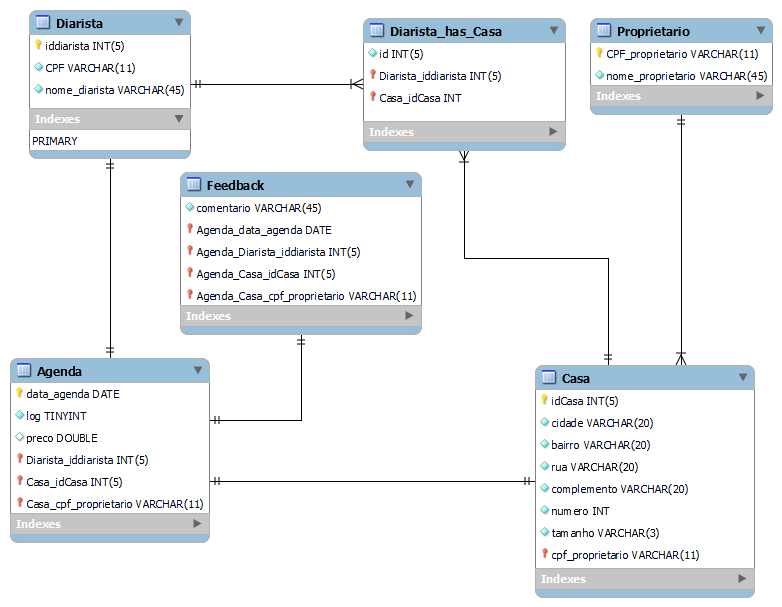 Diarista
iddiarista INT(5)
CPF VARCHAR(11)
nome_diarista VARCHAR(45)
Indexes
PRIMARY
Diarista_has_Casa
id INT(5)
Diarista_iddiarista INT(5)
Casa_idCasa INT
Indexes
Proprietario
CPF_proprietario VARCHAR(11)
nome_proprietario VARCHAR(45)
Indexes
Feedback
comentario VARCHAR(45)
Agenda_data_agenda DATE
Agenda_Diarista_iddiarista INT(5)
Agenda_Casa_idCasa INT(5)
Agenda_Casa_cpf_proprietario VARCHAR(11)
Indexes
Agenda
data_agenda DATE
log TINYINT
preco DOUBLE
Diarista_iddiarista INT(5)
Casa_idCasa INT(5)
Casa_cpf_proprietario VARCHAR(11)
Indexes
Casa
idCasa INT(5)
cidade VARCHAR(20)
bairro VARCHAR(20)
rua VARCHAR(20)
complemento VARCHAR(20)
numero INT
tamanho VARCHAR(3)
cpf_proprietario VARCHAR(11)
Indexes